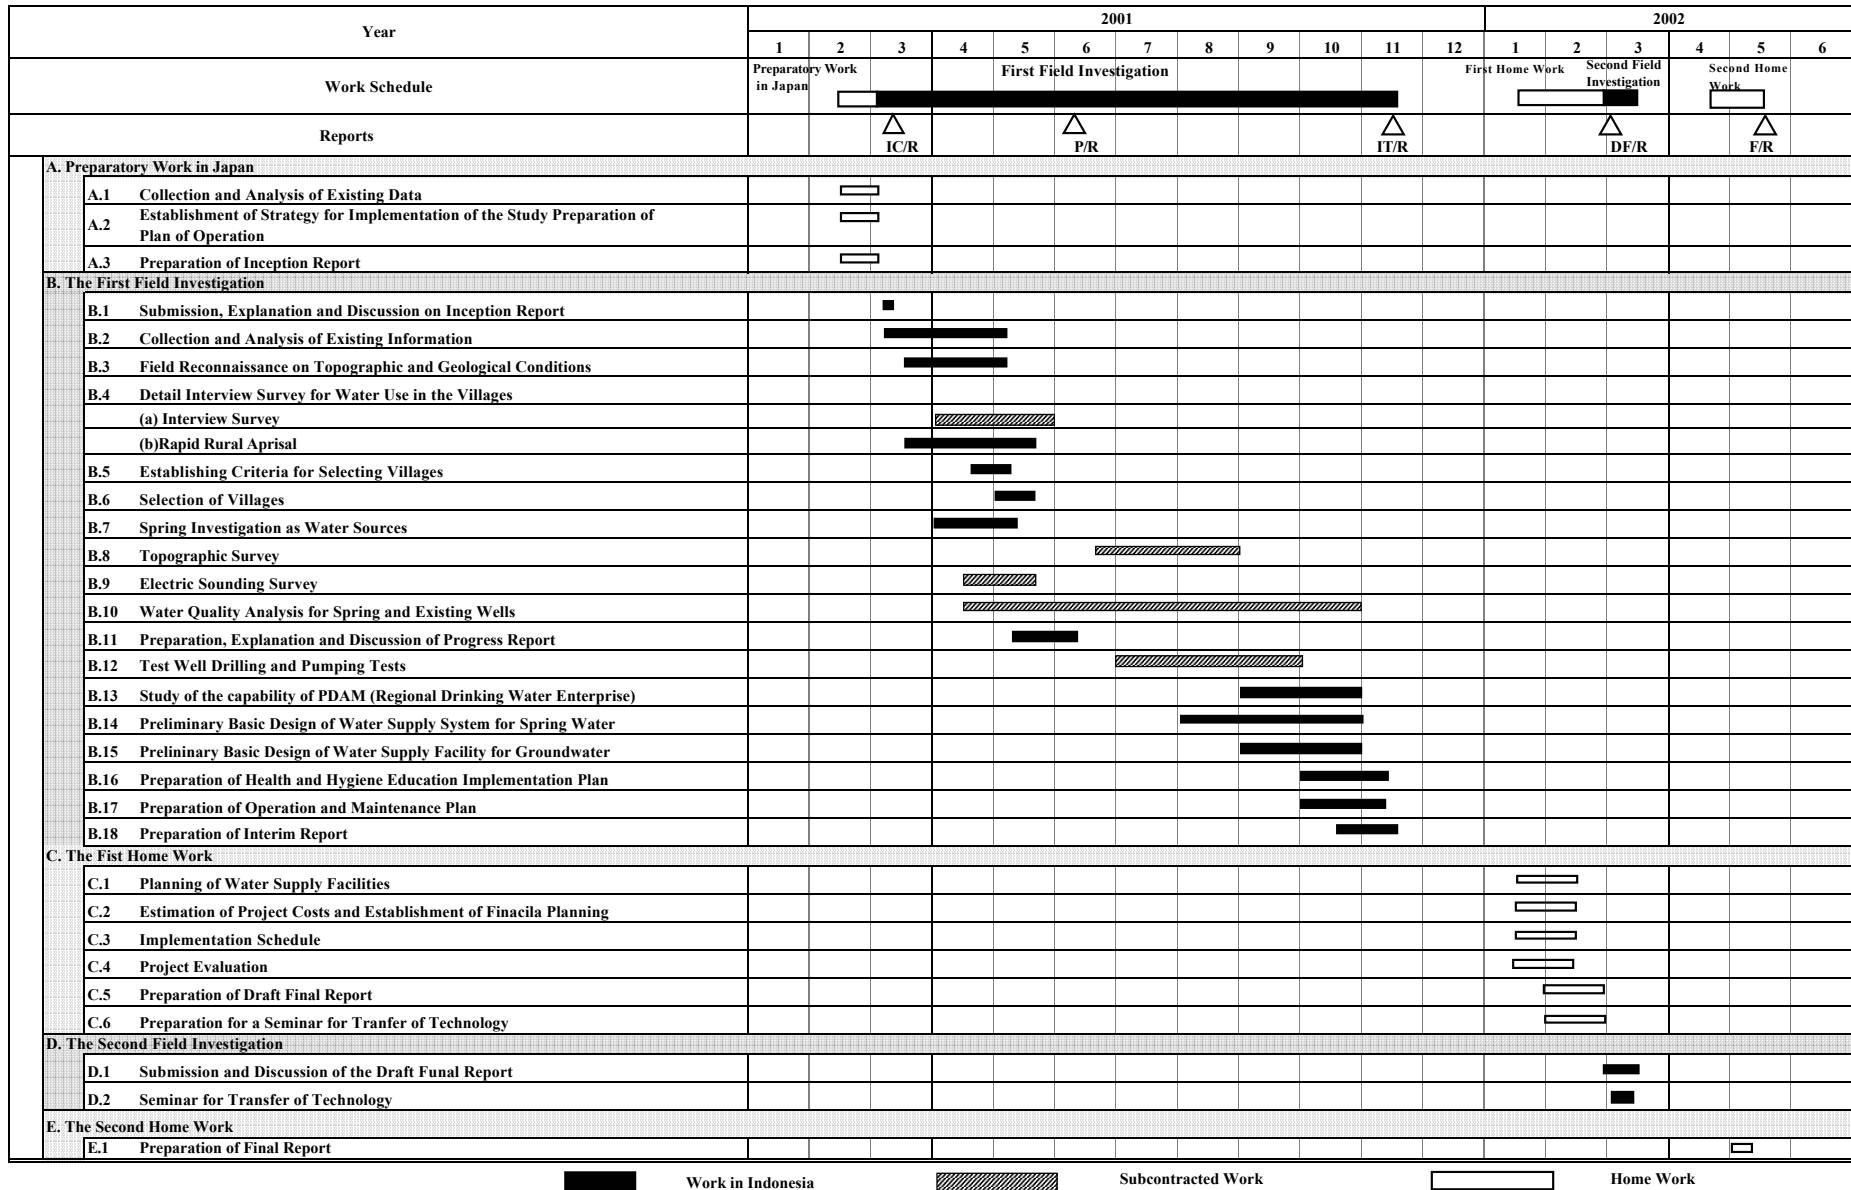 Year
2001
2002
1 2 3 4 5 6 7 8 9 10 11 12 1 2 3 4 5 6
Work Schedule
Preparatory Work
in Japan
First Field Investigation
First Home Work
Second Field
Investigation
Second Home
Work
Reports
IC/R
P/R
IT/R
DF/R
F/R
A. Preparatory Work in Japan
A.1 Collection and Analysis of Existing Data
A.2 Establishment of Strategy for Implementation of the Study Preparation of
Plan of Operation
A.3 Preparation of Inception Report
B. The First Field Investigation
B.1 Submission, Explanation and Discussion on Inception Report
B.2 Collection and Analysis of Existing Information
B.3 Field Reconnaissance on Topographic and Geological Conditions
B.4 Detail Interview Survey for Water Use in the Villages
(a) Interview Survey
(b)Rapid Rural Aprisal
B.5 Establishing Criteria for Selecting Villages
B.6 Selection of Villages
B.7 Spring Investigation as Water Sources
B.8 Topographic Survey
B.9 Electric Sounding Survey
B.10 Water Quality Analysis for Spring and Existing Wells
B.11 Preparation, Explanation and Discussion of Progress Report
B.12 Test Well Drilling and Pumping Tests
B.13 Study of the capability of PDAM (Regional Drinking Water Enterprise)
B.14 Preliminary Basic Design of Water Supply System for Spring Water
B.15 Prelininary Basic Design of Water Supply Facility for Groundwater
B.16 Preparation of Health and Hygiene Education Implementation Plan
B.17 Preparation of Operation and Maintenance Plan
B.18 Preparation of Interim Report
C. The Fist Home Work
C.1 Planning of Water Supply Facilities
C.2 Estimation of Project Costs and Establishment of Finacila Planning
C.3 Implementation Schedule
C.4 Project Evaluation
C.5 Preparation of Draft Final Report
C.6 Preparation for a Seminar for Tranfer of Technology
D. The Second Field Investigation
D.1 Submission and Discussion of the Draft Funal Report
D.2 Seminar for Transfer of Technology
E. The Second Home Work
E.1 Preparation of Final Report
Work in Indonesia
Subcontracted Work
Home Work